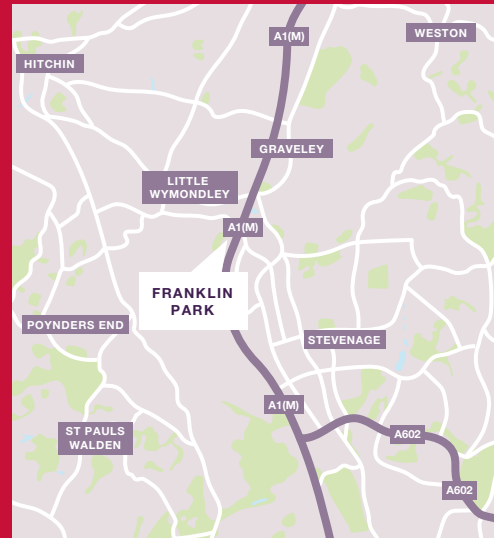 A1(M)
WESTON
HITCHIN
GRAVELEY
LITTLE
WYMONDLEY
A1(M)
FRANKLIN
PARK
POYNDERS END
STEVENAGE
A1(M)
ST PAULS
WALDEN
A602
A602